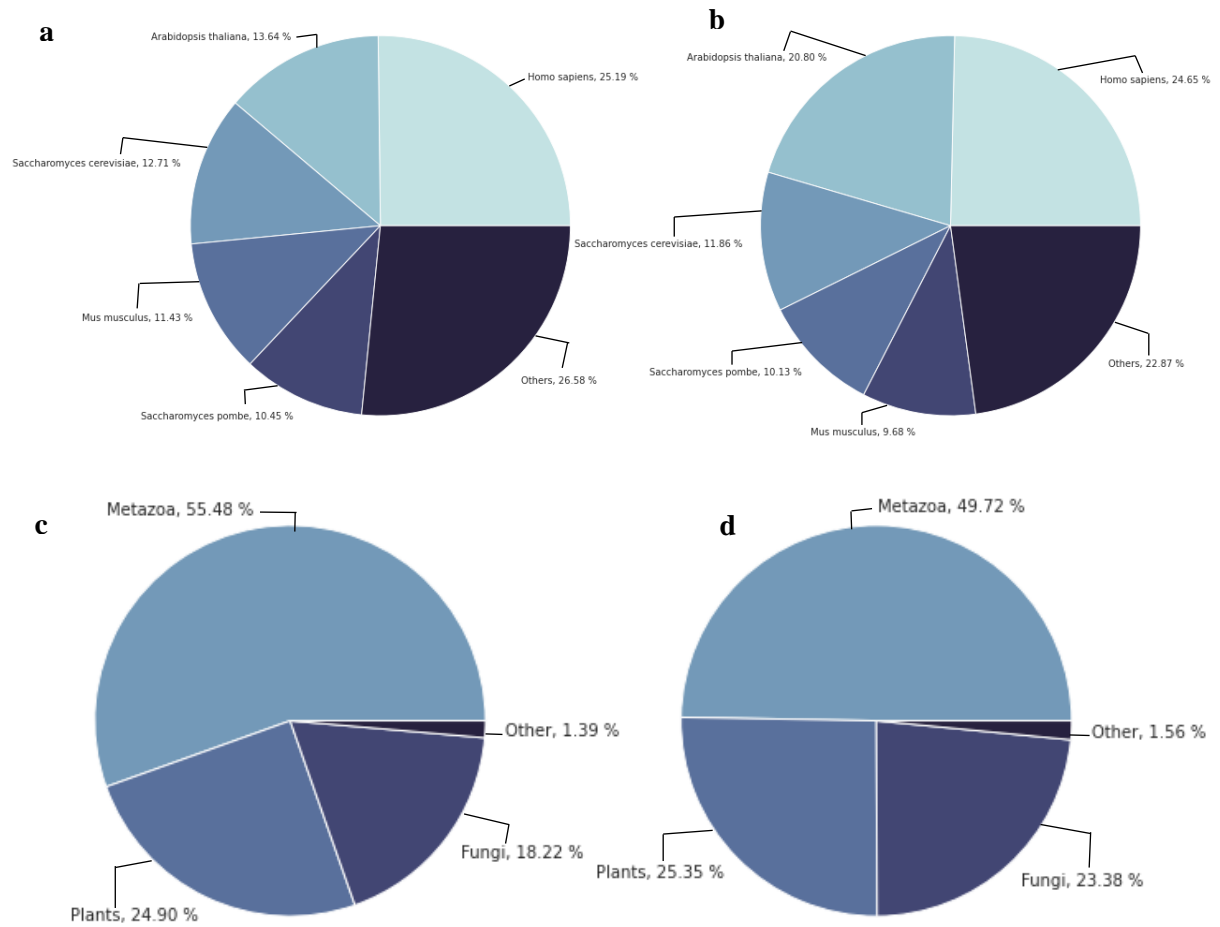 a
Arabidopsis thaliana, 13.64 %
Homo sapiens, 25.19 %
Saccharomyces cerevisiae, 12.71 %
Mus musculus, 11.43 %
Saccharomyces pombe, 10.45 %
Others, 26.58 %
b
Arabidopsis thaliana, 20.80 %
Homo sapiens, 24.65 %
Saccharomyces cerevisiae, 11.86 %
Saccharomyces pombe, 10.13 %
Mus musculus, 9.68 %
Others, 22.87 %
c
Metazoa, 55.48 %
Other, 1.39 %
Fungi, 18.22 %
Plants, 24.90 %
d
Metazoa, 49.72 %
Other, 1.56 %
Plants, 25.35 %
Fungi, 23.38 %